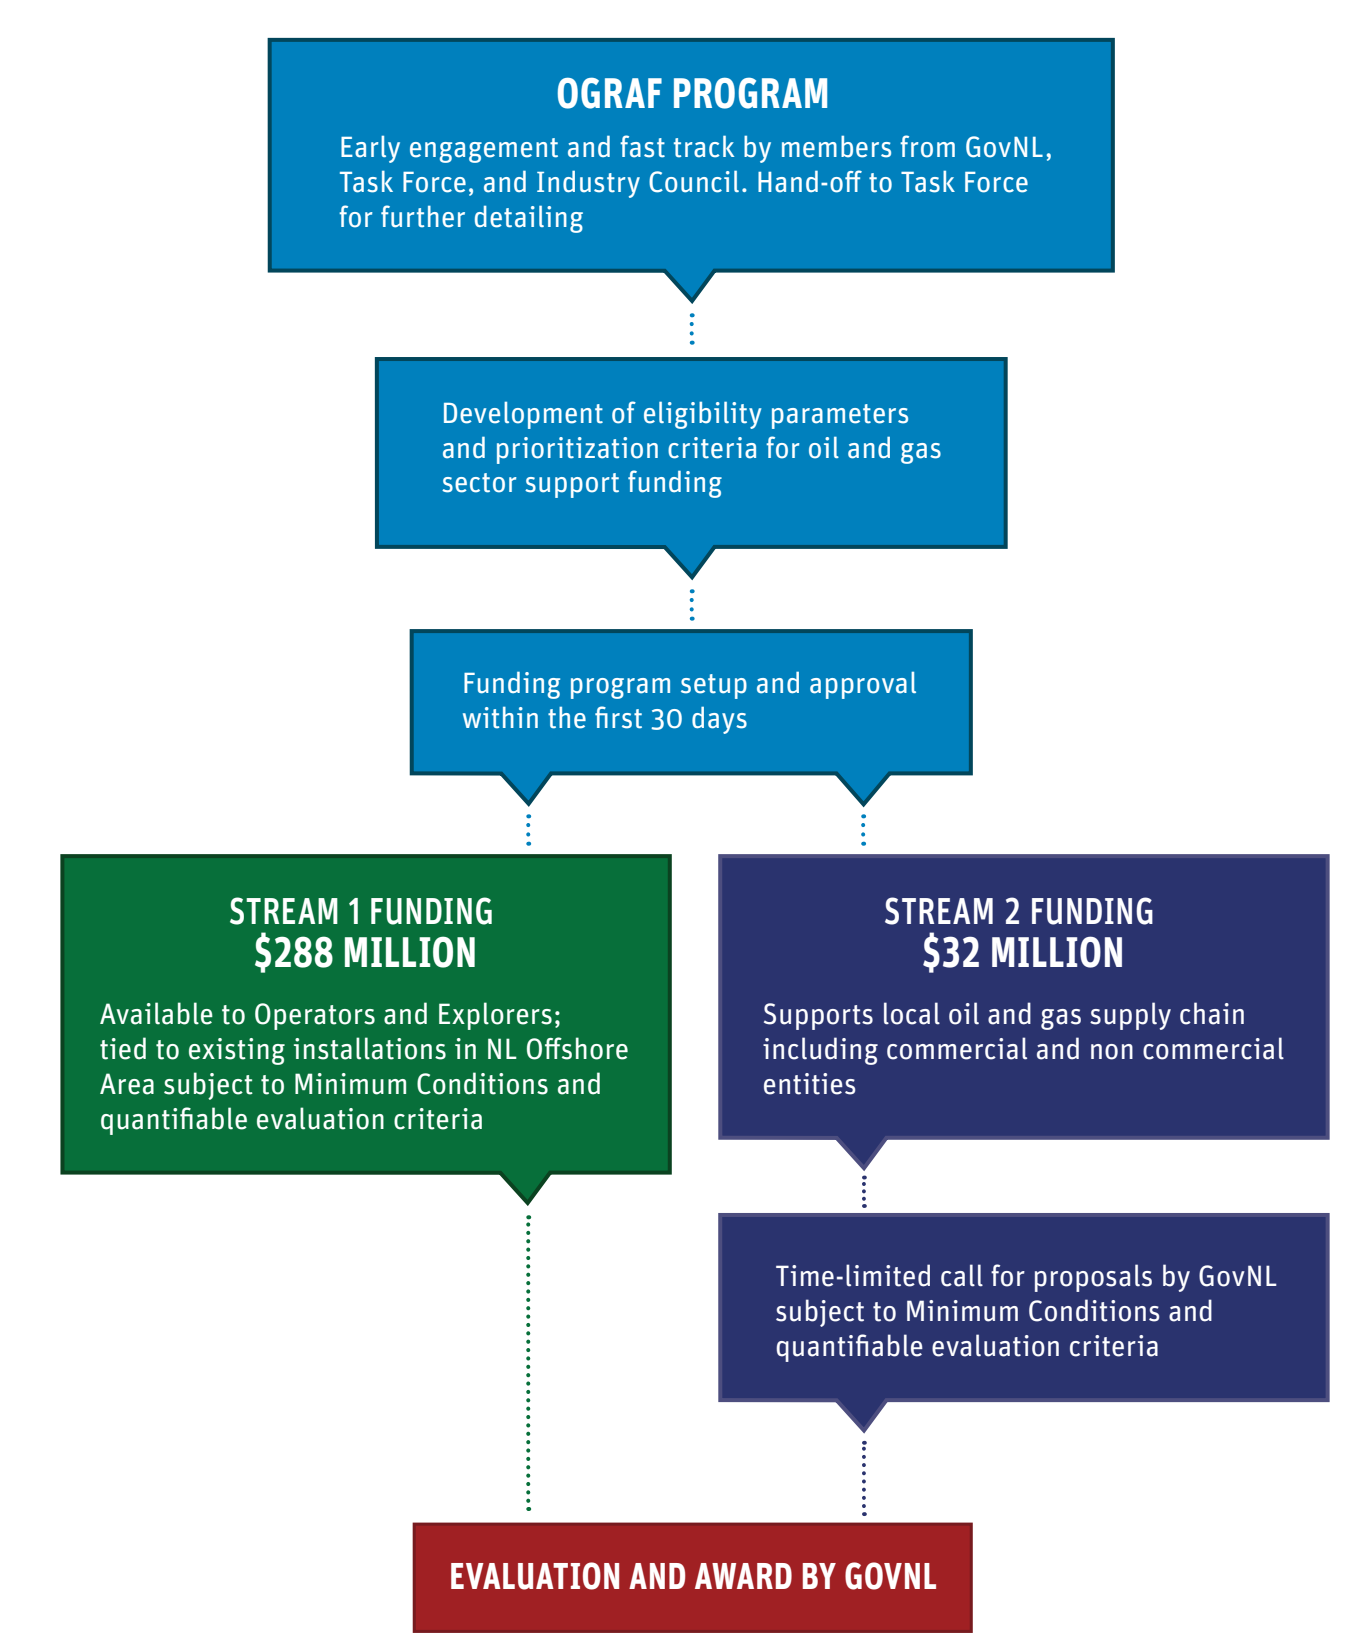 OGRAF PROGRAM
Early engagement and fast track by members from GovNL,
Task Force, and Industry Council. Hand-off to Task Force
for further detailing
Development of eligibility parameters
and prioritization criteria for oil and gas
sector support funding
Funding program setup and approval
within the first 30 days
STREAM 1 FUNDING
$288 MILLION
Available to Operators and Explorers;
tied to existing installations in NL Offshore
Area subject to Minimum Conditions and
quantifiable evaluation criteria
STREAM 2 FUNDING
$32 MILLION
Supports local oil and gas supply chain
including commercial and non commercial
entities
Time-limited call for proposals by GovNL
subject to Minimum Conditions and
quantifiable evaluation criteria
EVALUATION AND AWARD BY GOVNL